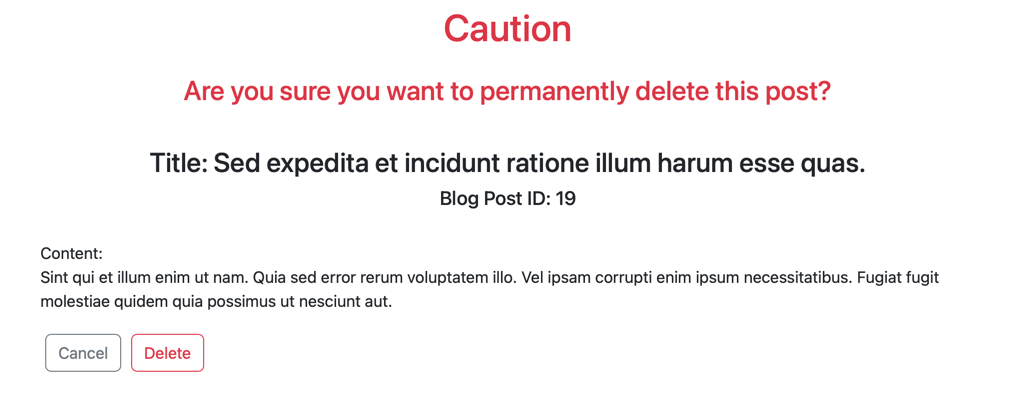 Caution
Are you sure you want to permanently delete this post?
Title: Sed expedita et incidunt ratione illum harum esse quas.
Blog Post ID: 19
Content:
Sint qui et illum enim ut nam. Quia sed error rerum voluptatem illo. Vel ipsam corrupti enim ipsum necessitatibus. Fugiat fugit
molestiae quidem quia possimus ut nesciunt aut.
Cancel Delete